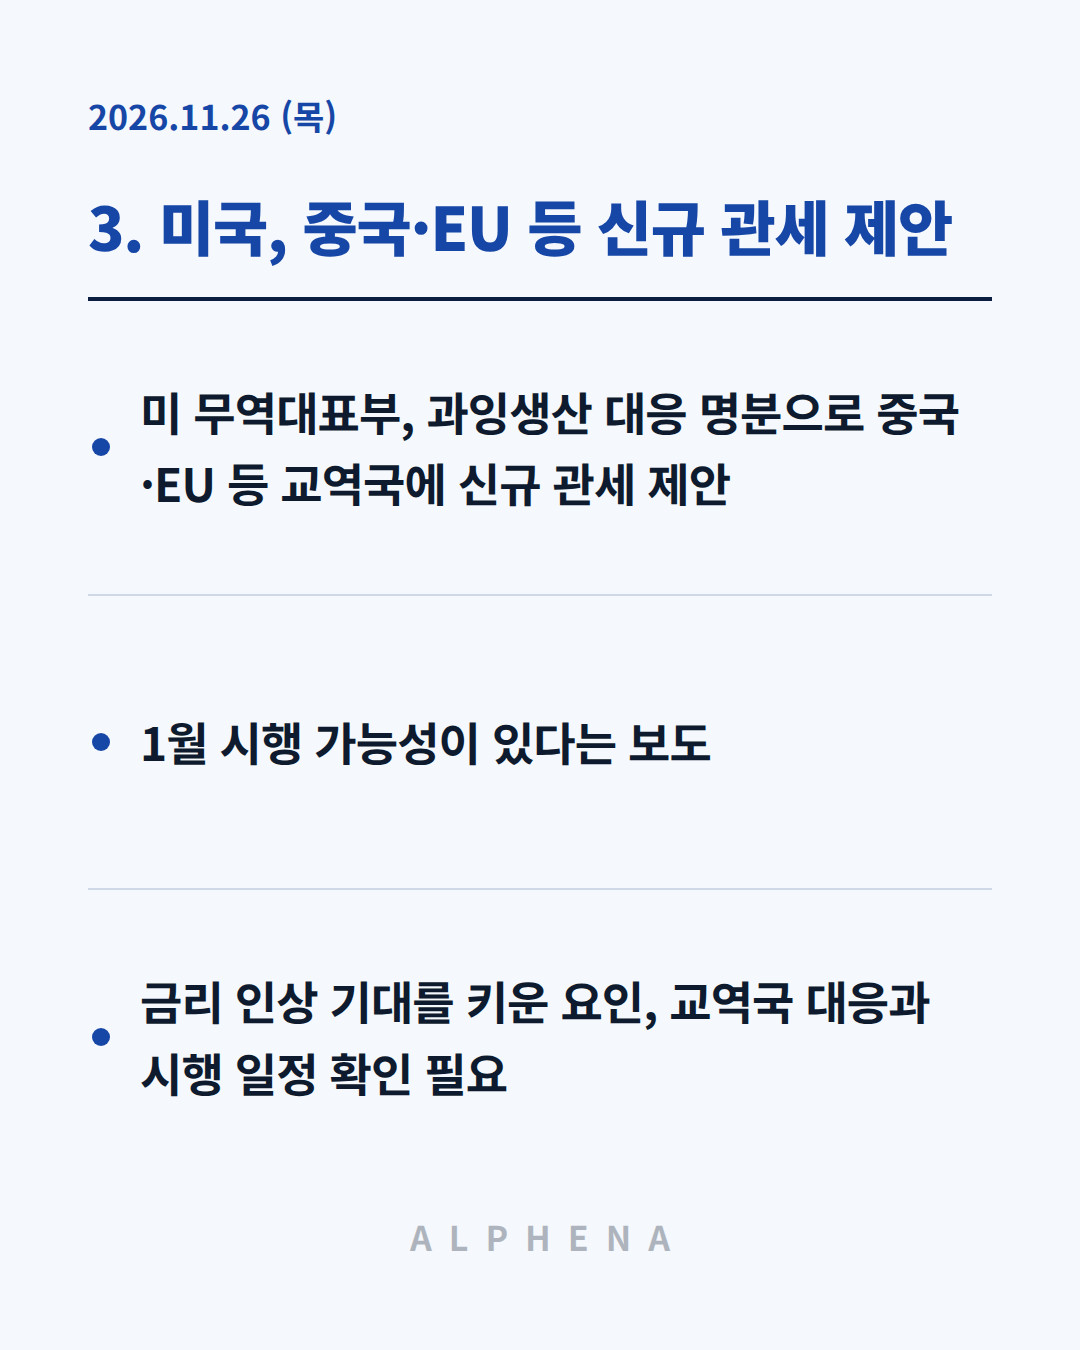 2026.11.26 (목)
3. 미국, 중국·EU 등 신규 관세 제안
미 무역대표부, 과잉생산 대응 명분으로 중국
·EU 등 교역국에 신규 관세 제안
1월 시행 가능성이 있다는 보도
금리 인상 기대를 키운 요인, 교역국 대응과
시행 일정 확인 필요
ALPHENA